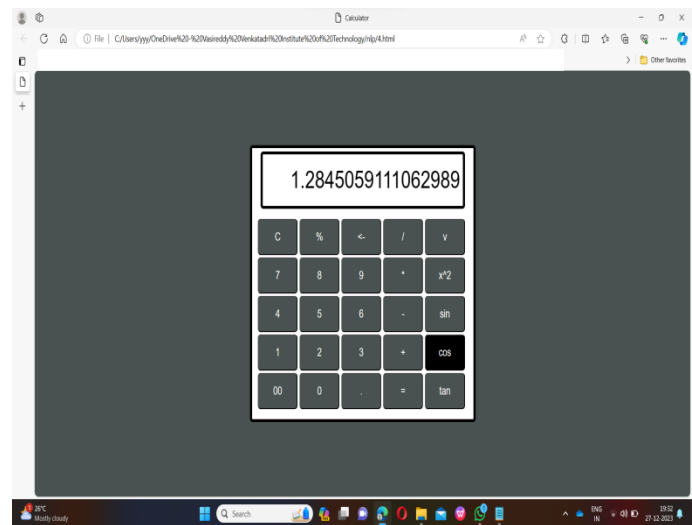 Calculator
File | C:/Users/yyy/OneDrive%20-%20Vasireddy%20Venkatadri%20Institute%20of%20Technology/nlp/4.html
Other favorites
1.2845059111062989
C % <- / v
7 8 9 * x^2
4 5 6 - sin
1 2 3 + cos
00 0 . = tan
26°C
Mostly cloudy
Search
ENG
IN
19:32
27-12-2023